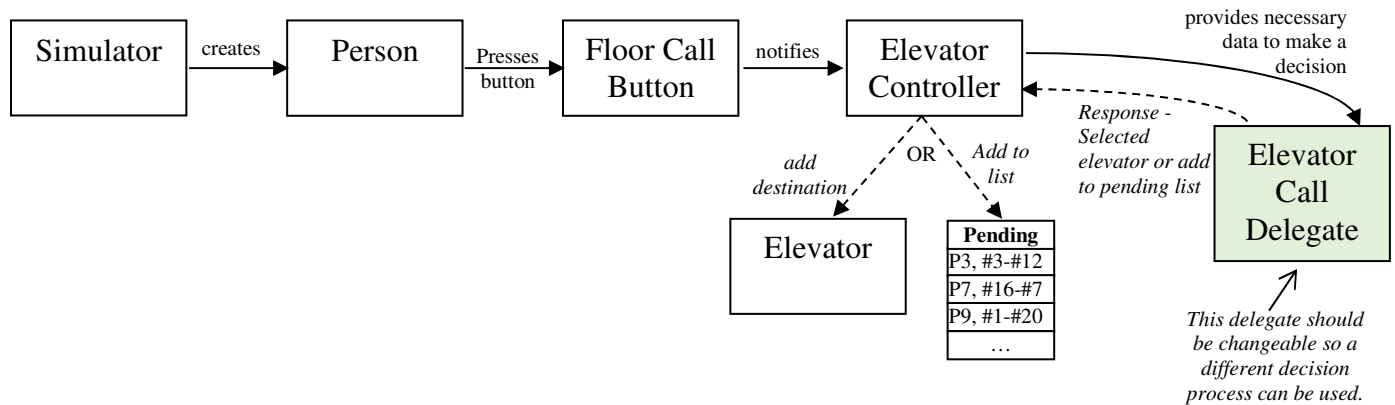 Simulator
creates
Person
Presses
button
Floor Call
Button
notifies
Elevator
Controller
provides necessary
data to make a
decision
Response -
Selected
elevator or add
to pending list
Elevator
Call
Delegate
add
destination
OR
Add to
list
Elevator
Pending
P3, #3-#12
P7, #16-#7
P9, #1-#20
…
This delegate should
be changeable so a
different decision
process can be used.